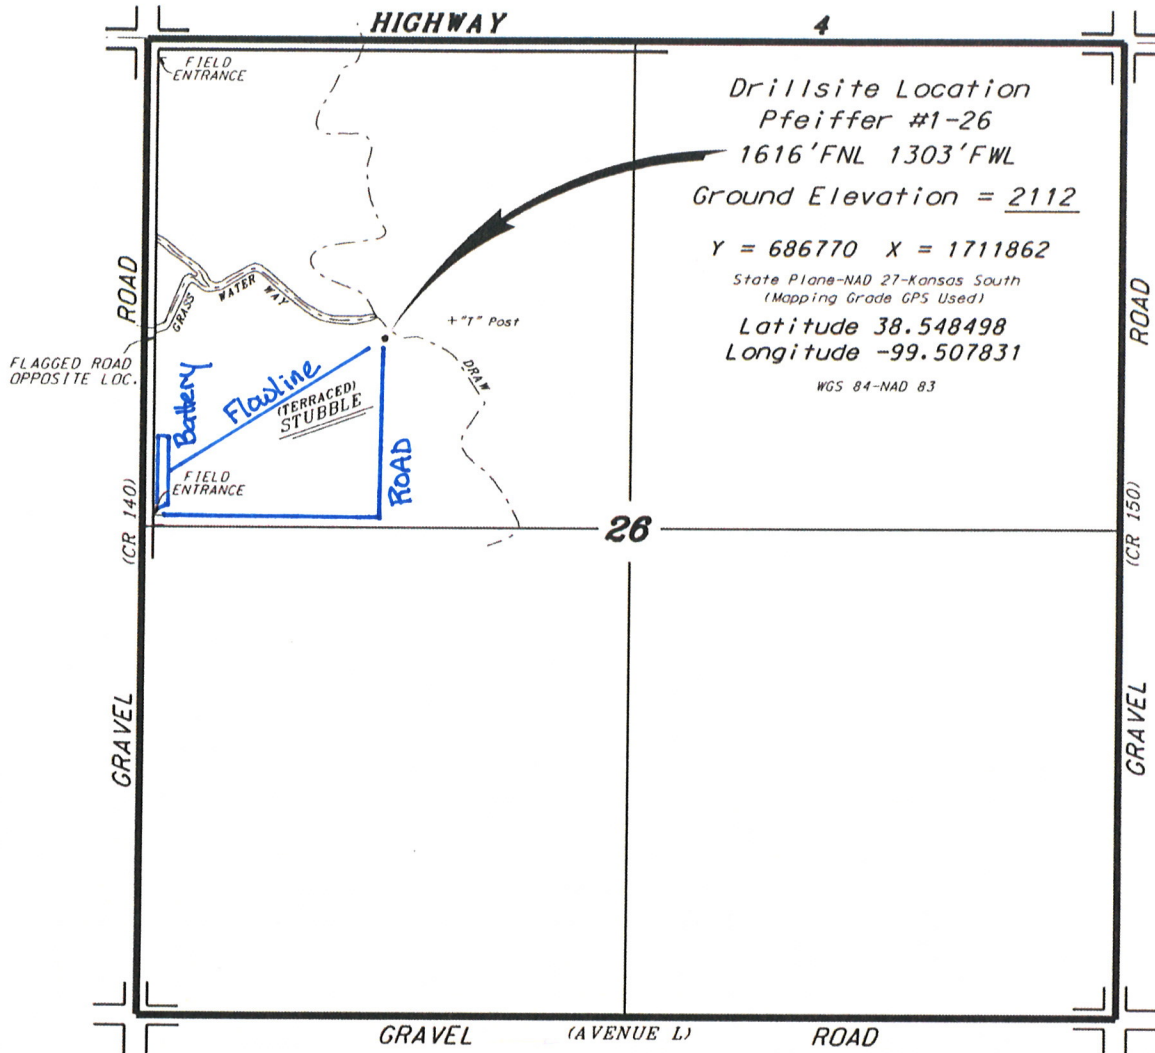 HIGHWAY 4
FIELD
ENTRANCE
Drillsite Location
Pfeiffer #1-26
1616'FNL 1303'FWL
Ground Elevation = 2112
Y = 686770 X = 1711862
State Plane-NAD 27-Kansas South
(Mapping Grade GPS Used)
Latitude 38.548498
Longitude -99.507831
WGS 84-NAD 83
ROAD
GRASS WATER WAY
+"T" Post
ROAD
FLAGGED ROAD
OPPOSITE LOC.
Battery
Flowline
(TERRACED)
STUBBLE
DRAW
ROAD
FIELD
ENTRANCE
(CR 140)
26
(CR 150)
GRAVEL
GRAVEL
GRAVEL (AVENUE L) ROAD